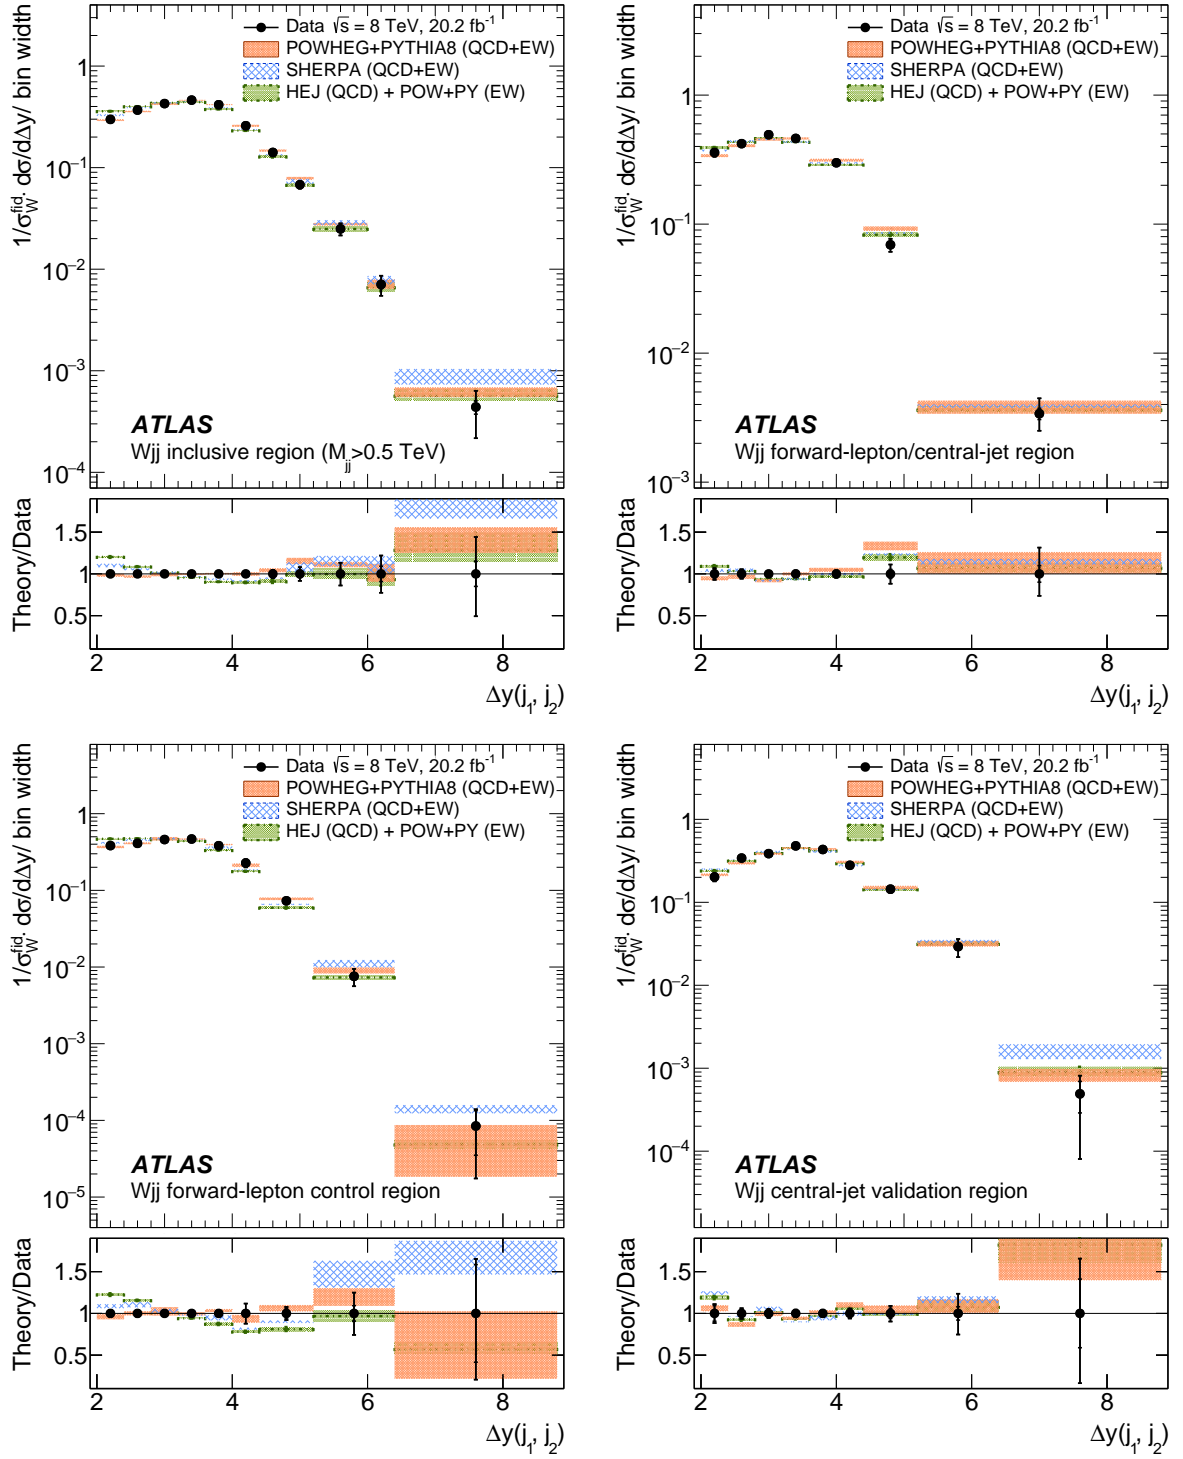 Data √s = 8 TeV, 20.2 fb⁻¹
POWHEG+PYTHIA8 (QCD+EW)
SHERPA (QCD+EW)
HEJ (QCD) + POW+PY (EW)
1/σ_W^fid. dσ/dΔy/ bin width
1
10⁻¹
10⁻²
10⁻³
10⁻⁴
ATLAS
Wjj inclusive region (M_jj>0.5 TeV)
Theory/Data
1.5
1
0.5
2 4 6 8
Δy(j₁, j₂)
Data √s = 8 TeV, 20.2 fb⁻¹
POWHEG+PYTHIA8 (QCD+EW)
SHERPA (QCD+EW)
HEJ (QCD) + POW+PY (EW)
1/σ_W^fid. dσ/dΔy/ bin width
1
10⁻¹
10⁻²
10⁻³
ATLAS
Wjj forward-lepton/central-jet region
Theory/Data
1.5
1
0.5
2 4 6 8
Δy(j₁, j₂)
Data √s = 8 TeV, 20.2 fb⁻¹
POWHEG+PYTHIA8 (QCD+EW)
SHERPA (QCD+EW)
HEJ (QCD) + POW+PY (EW)
1/σ_W^fid. dσ/dΔy/ bin width
1
10⁻¹
10⁻²
10⁻³
10⁻⁴
10⁻⁵
ATLAS
Wjj forward-lepton control region
Theory/Data
1.5
1
0.5
2 4 6 8
Δy(j₁, j₂)
Data √s = 8 TeV, 20.2 fb⁻¹
POWHEG+PYTHIA8 (QCD+EW)
SHERPA (QCD+EW)
HEJ (QCD) + POW+PY (EW)
1/σ_W^fid. dσ/dΔy/ bin width
1
10⁻¹
10⁻²
10⁻³
10⁻⁴
ATLAS
Wjj central-jet validation region
Theory/Data
1.5
1
0.5
2 4 6 8
Δy(j₁, j₂)